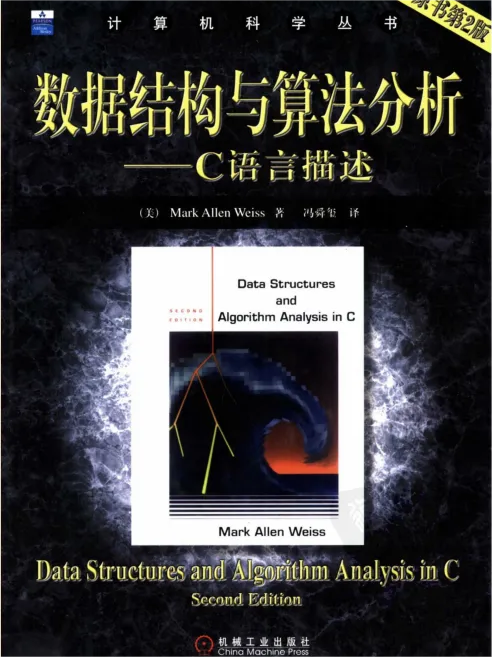 计算机科学丛书
原书第2版
数据结构与算法分析
——C语言描述
(美) Mark Allen Weiss 著 冯舜玺 译
Data Structures
and
Algorithm Analysis in C
SECOND
EDITION
Mark Allen Weiss
Data Structures and Algorithm Analysis in C
Second Edition
机械工业出版社
China Machine Press